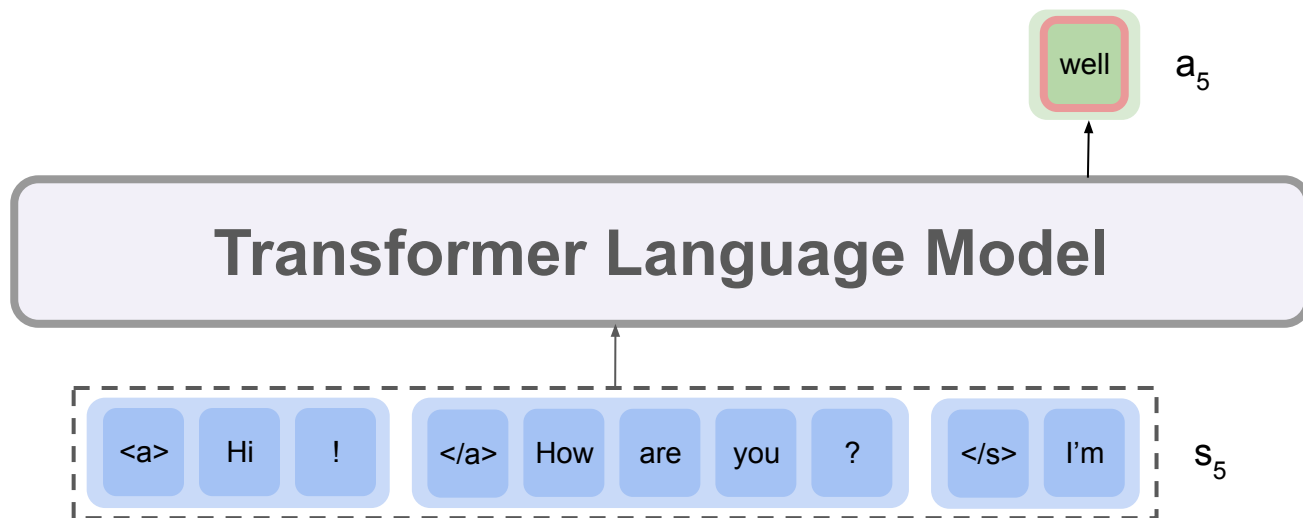 well a₅
Transformer Language Model
<a> Hi ! </a> How are you ? </s> I'm s₅